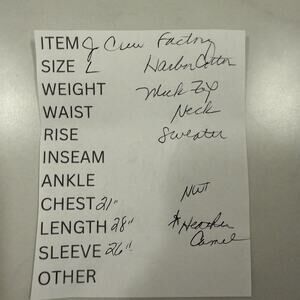 ITEM J Crew Factory
SIZE L Harbor Cotton
WEIGHT Mock Zip
WAIST Neck
RISE Sweater
INSEAM
ANKLE
NWT
CHEST 21"
LENGTH 28" * Heather
SLEEVE 26" Camel
OTHER